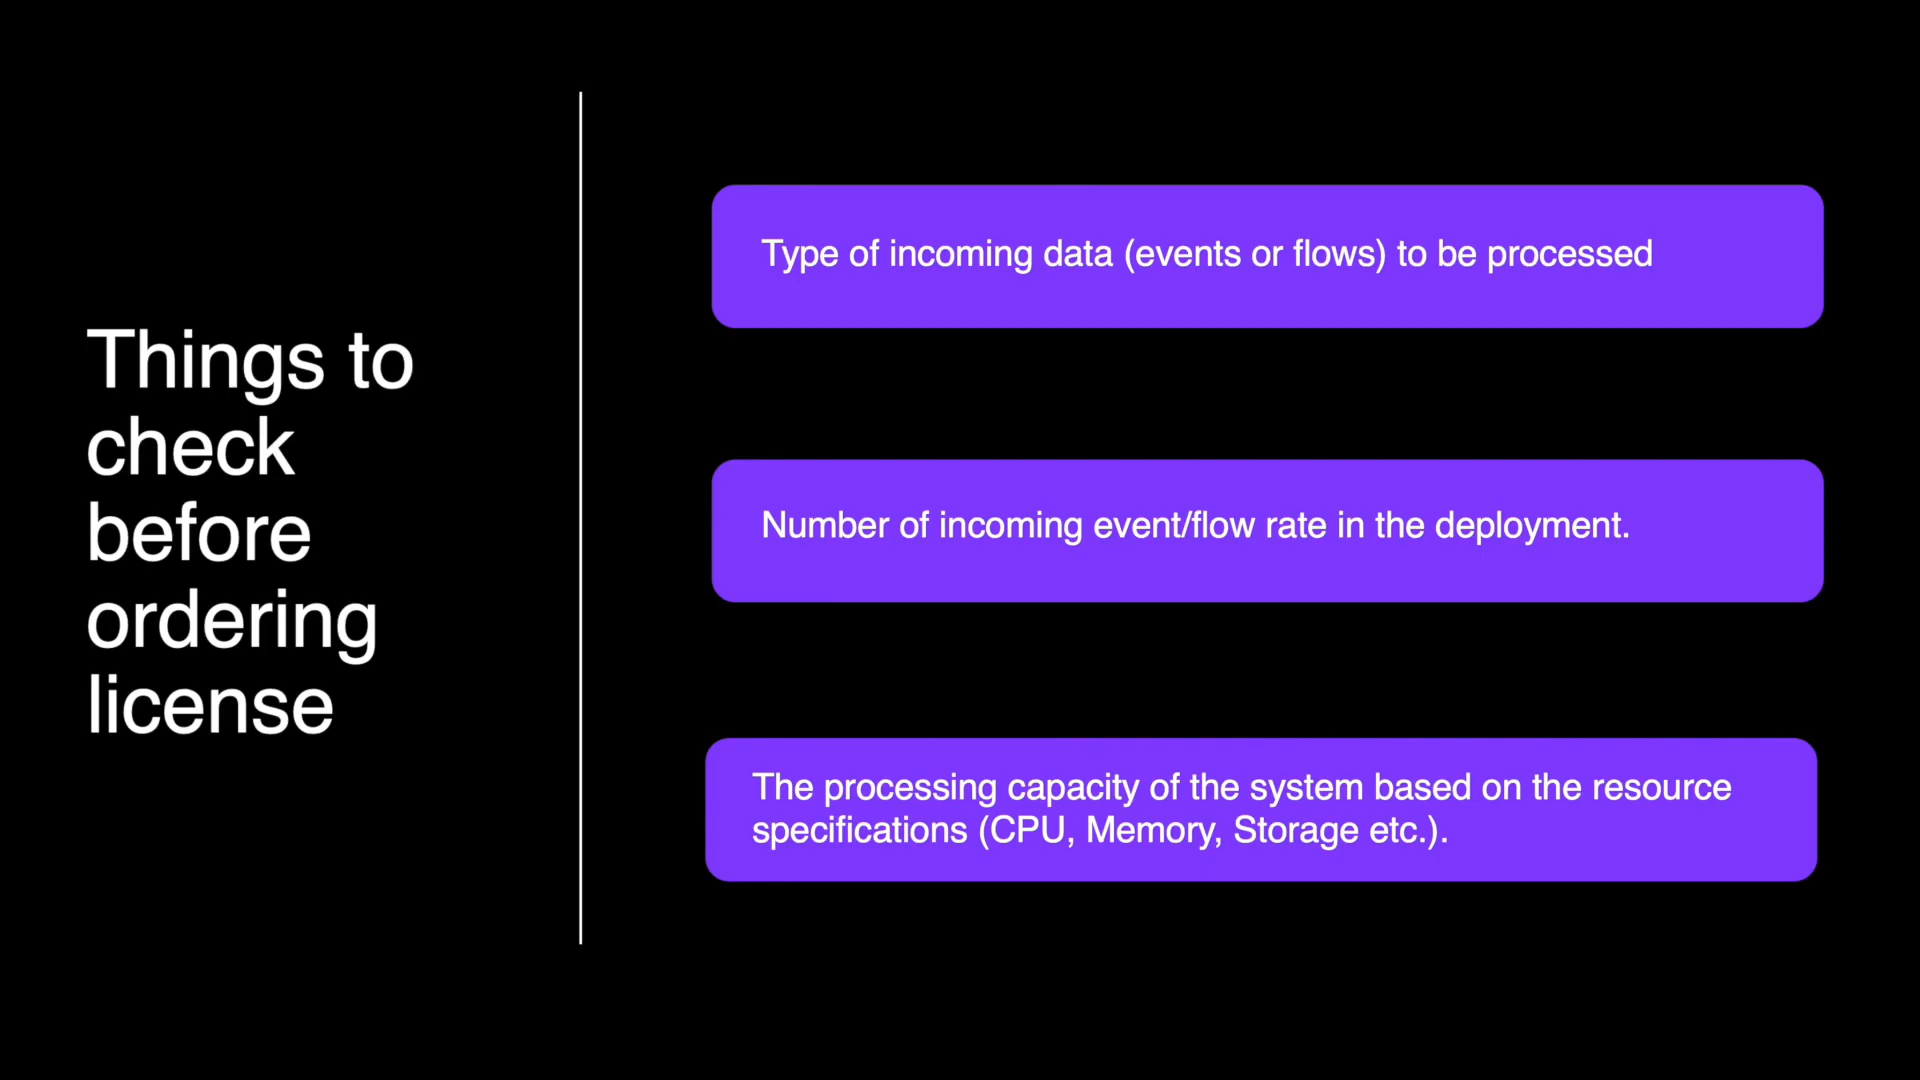 Things to
check
before
ordering
license
Type of incoming data (events or flows) to be processed
Number of incoming event/flow rate in the deployment.
The processing capacity of the system based on the resource
specifications (CPU, Memory, Storage etc.).